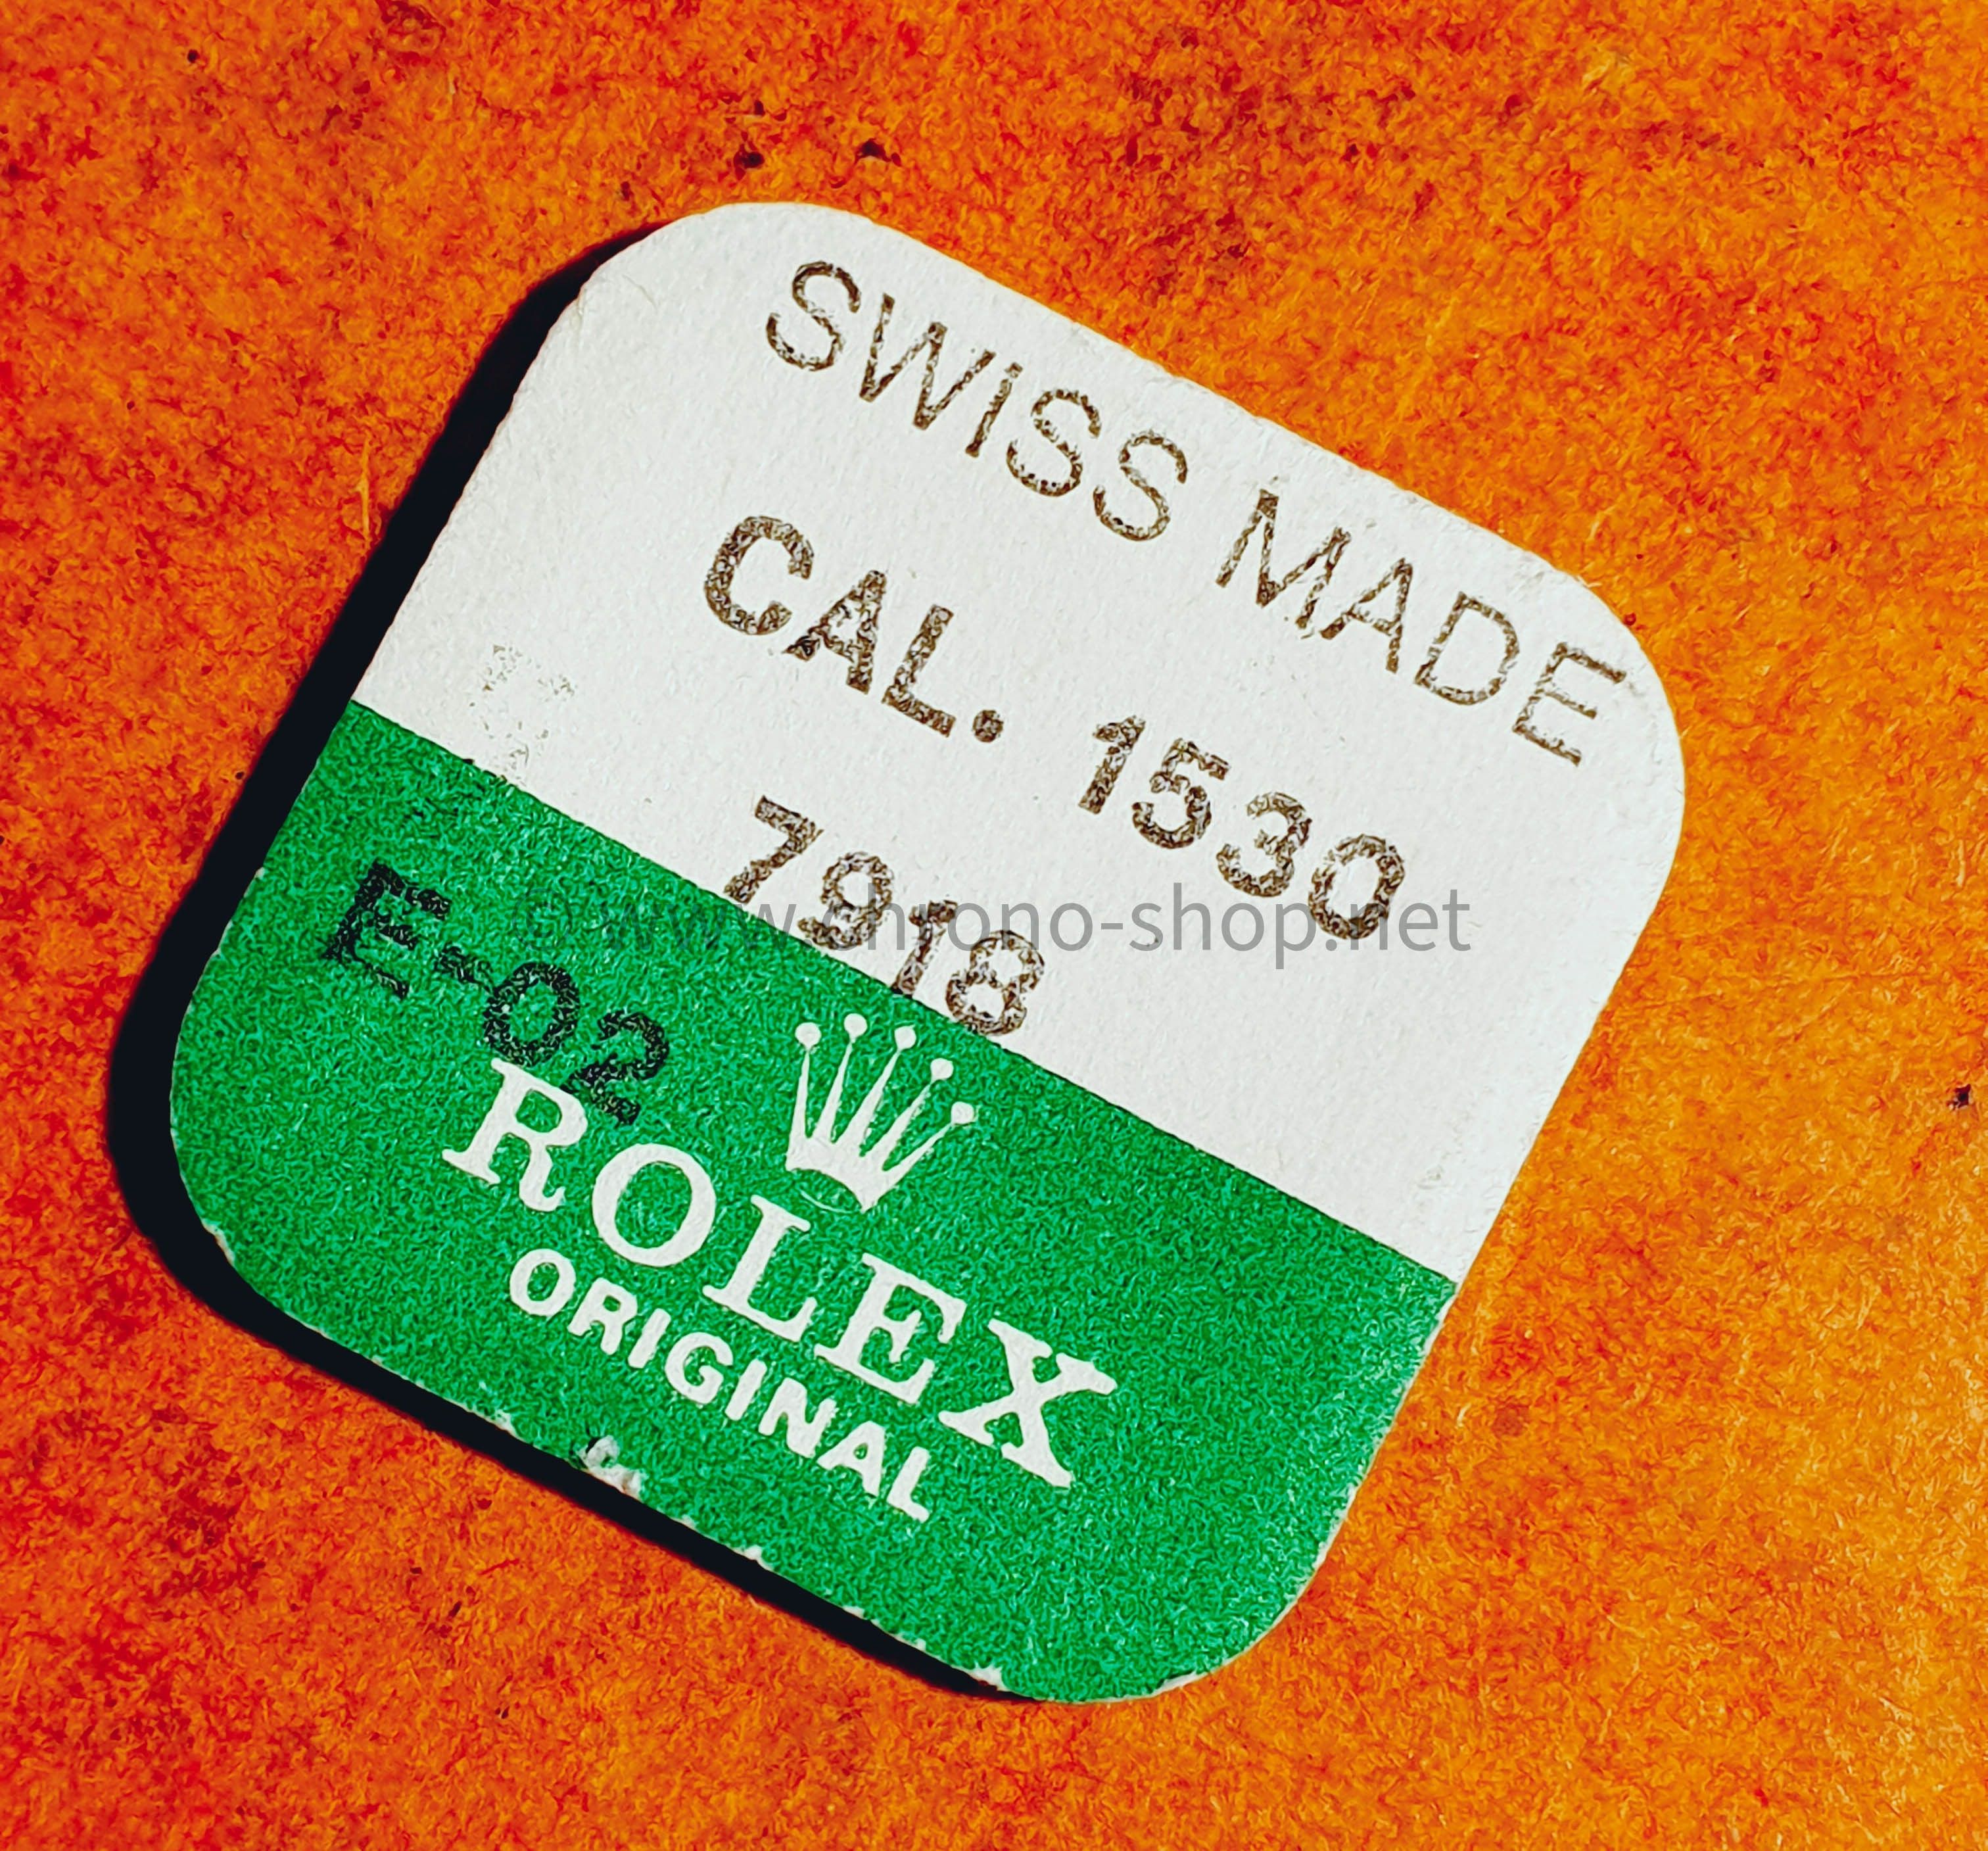 SWISS MADE
CAL. 1530
7918
© www.chrono-shop.net
E-02
ROLEX
ORIGINAL